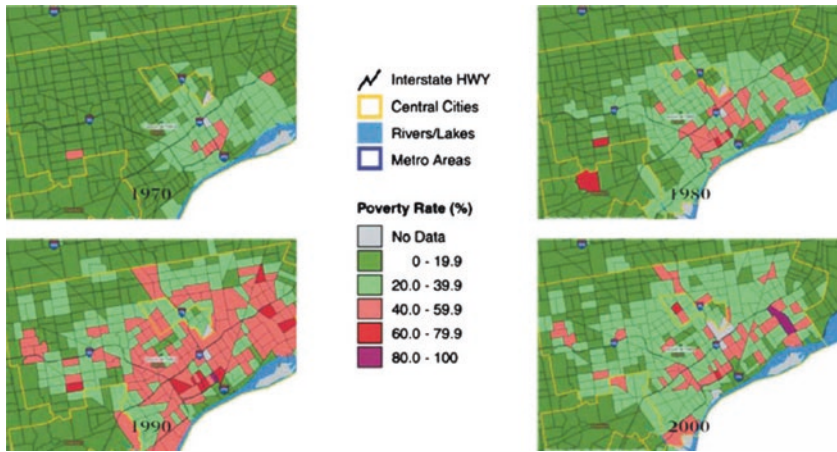 1970
Interstate HWY
Central Cities
Rivers/Lakes
Metro Areas
1980
Poverty Rate (%)
No Data
0 - 19.9
20.0 - 39.9
40.0 - 59.9
60.0 - 79.9
80.0 - 100
1990
2000